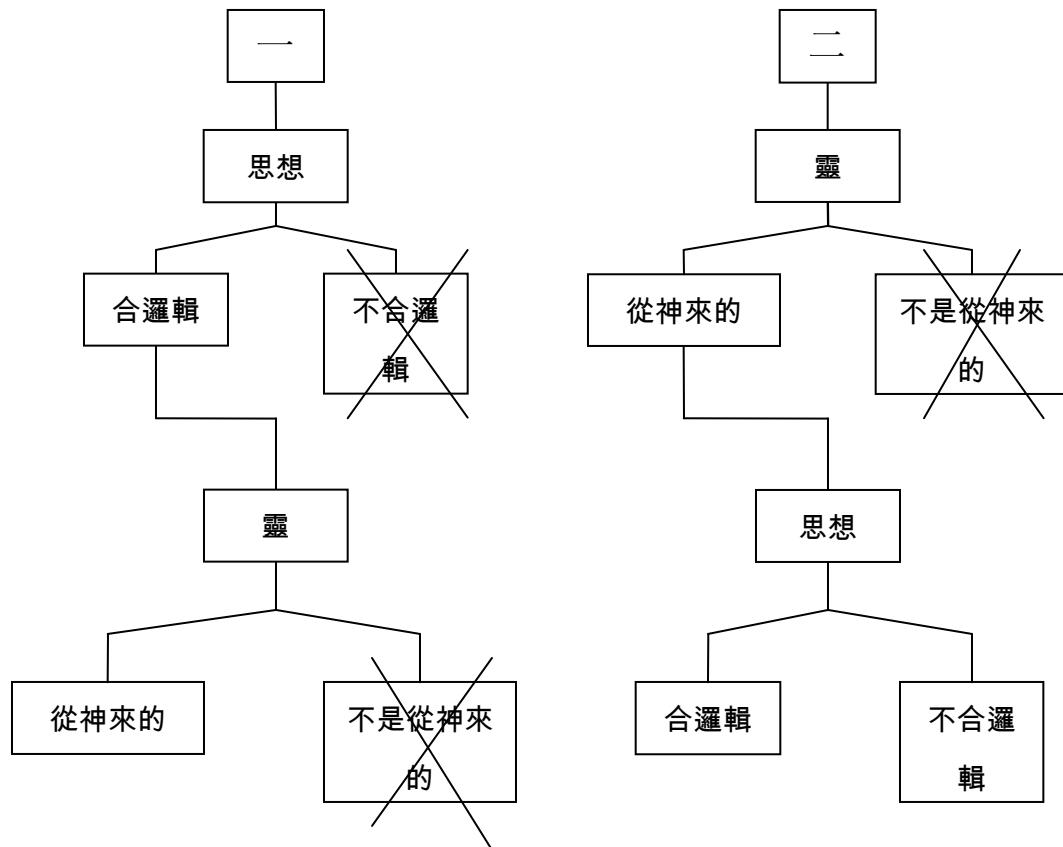 一
思想
合邏輯
不合邏
輯
靈
從神來的
不是從神來
的
二
靈
從神來的
不是從神來
的
思想
合邏輯
不合邏
輯